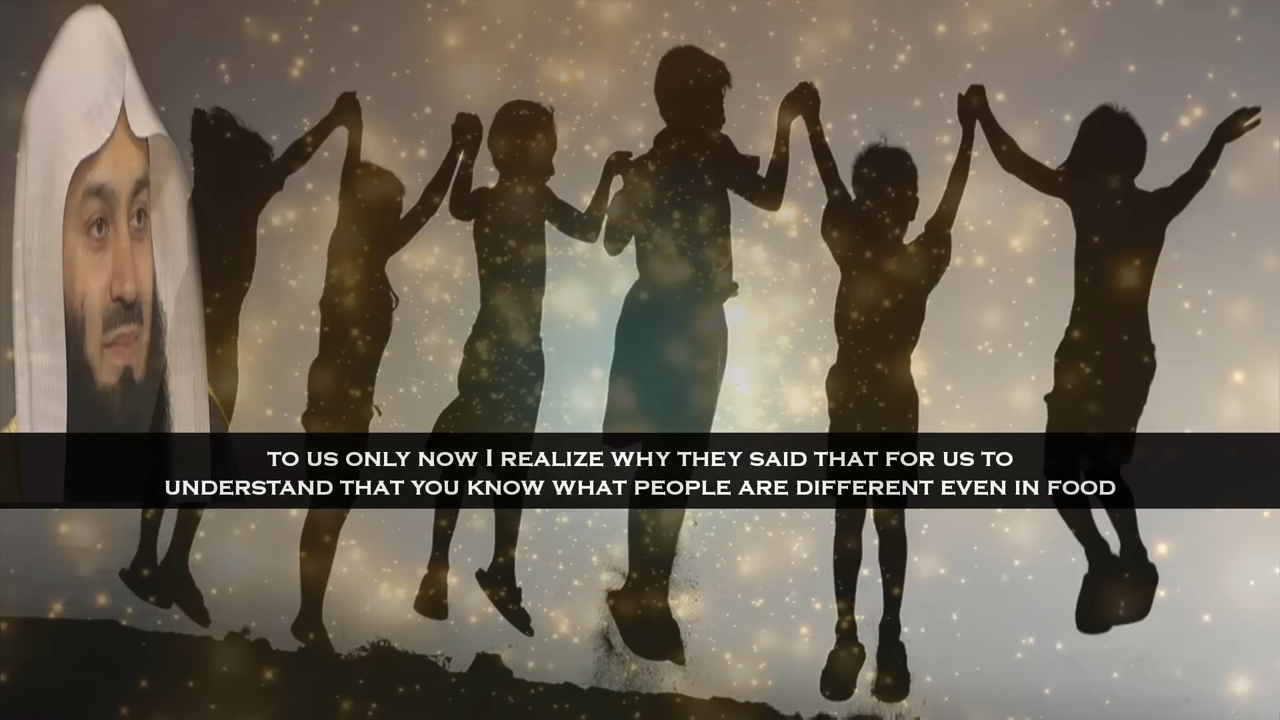 TO US ONLY NOW I REALIZE WHY THEY SAID THAT FOR US TO
UNDERSTAND THAT YOU KNOW WHAT PEOPLE ARE DIFFERENT EVEN IN FOOD